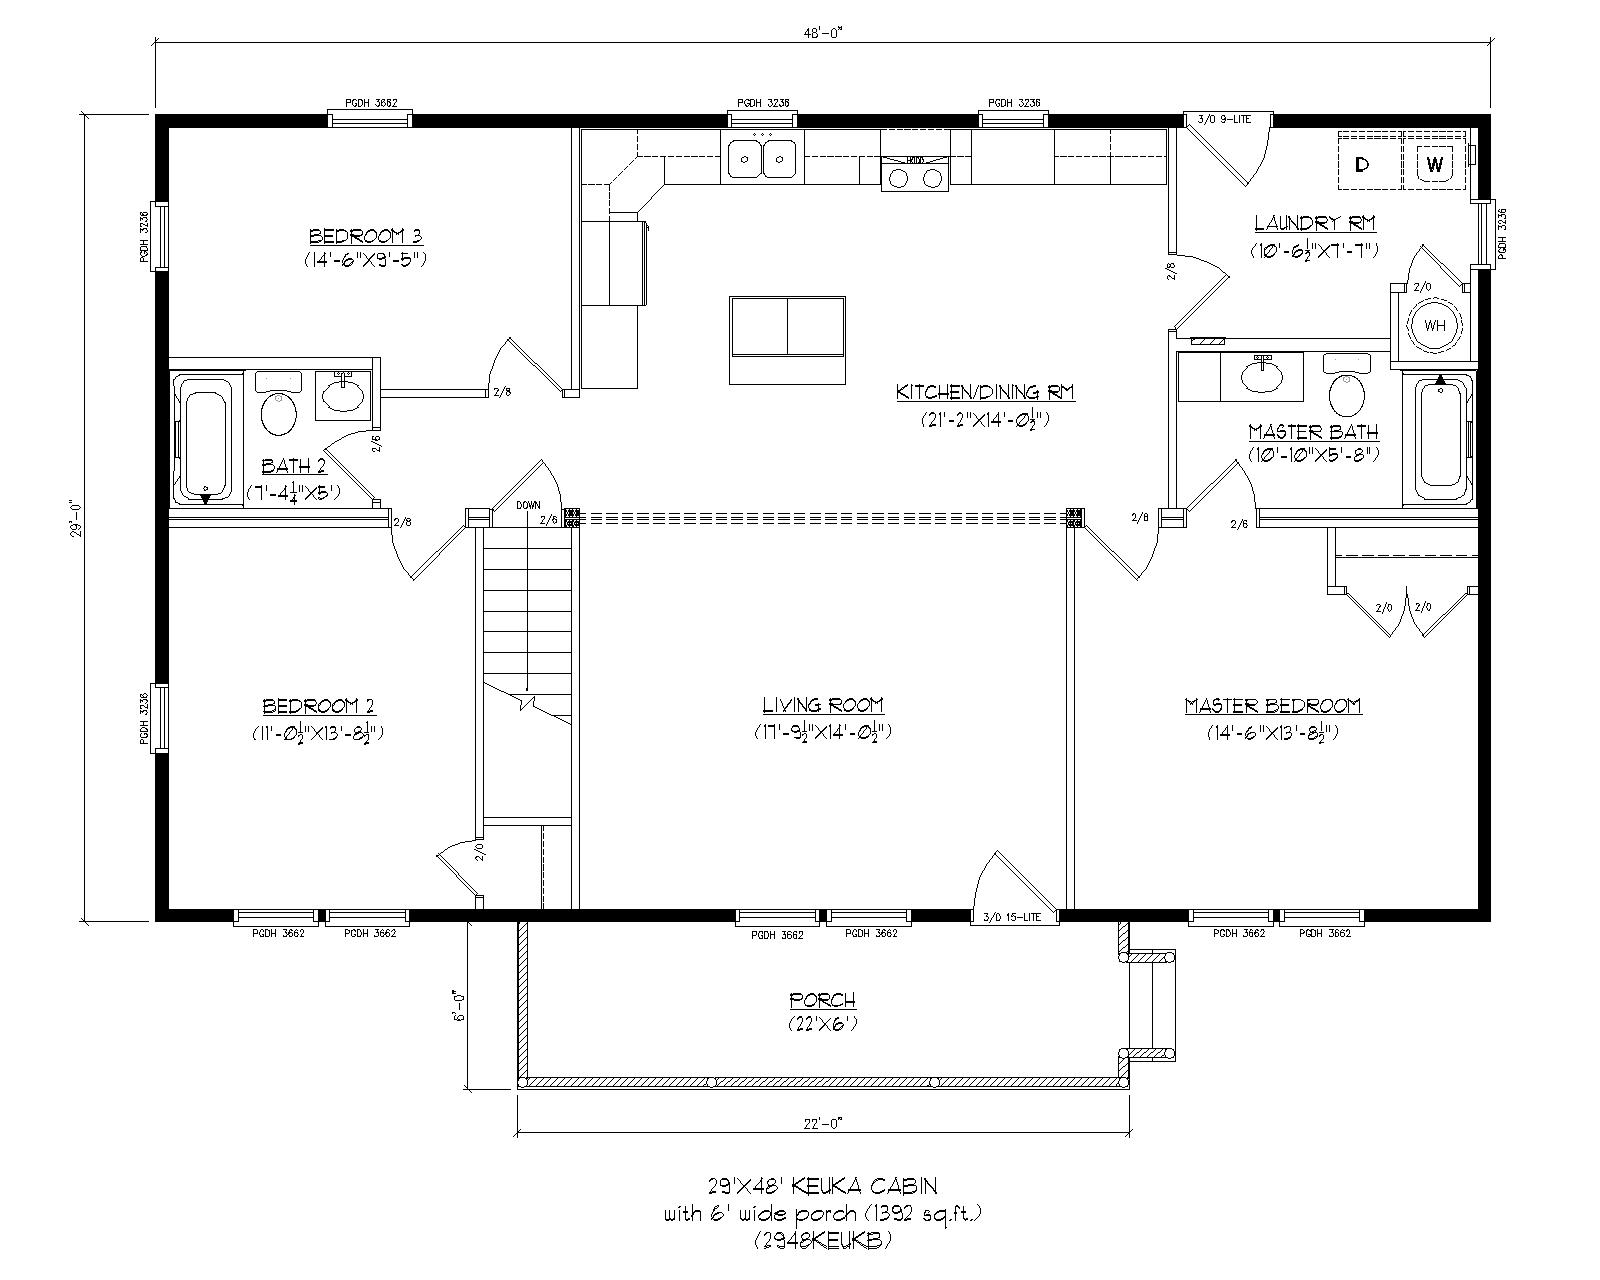 48'-0"
PGDH 3662
PGDH 3236
PGDH 3236
3/0 9-LITE
HOOD
D
W
PGDH 3236
BEDROOM 3
(14'-6"X9'-5")
LAUNDRY RM
(10'-6½"X7'-7")
PGDH 3236
2/8
2/0
WH
2/8
KITCHEN/DINING RM
(21'-2"X14'-0½")
MASTER BATH
(10'-10"X5'-8")
2/6
BATH 2
(7'-4¼"X5')
29'-0"
DOWN
2/8
2/6
2/8
2/6
2/0
2/0
PGDH 3236
BEDROOM 2
(11'-0½"X13'-8½")
LIVING ROOM
(17'-9½"X14'-0½")
MASTER BEDROOM
(14'-6"X13'-8½")
2/0
3/0 15-LITE
PGDH 3662
PGDH 3662
PGDH 3662
PGDH 3662
PGDH 3662
PGDH 3662
6'-0"
PORCH
(22'X6')
22'-0"
29'X48' KEUKA CABIN
with 6' wide porch (1392 sq.ft.)
(2948KEUKB)